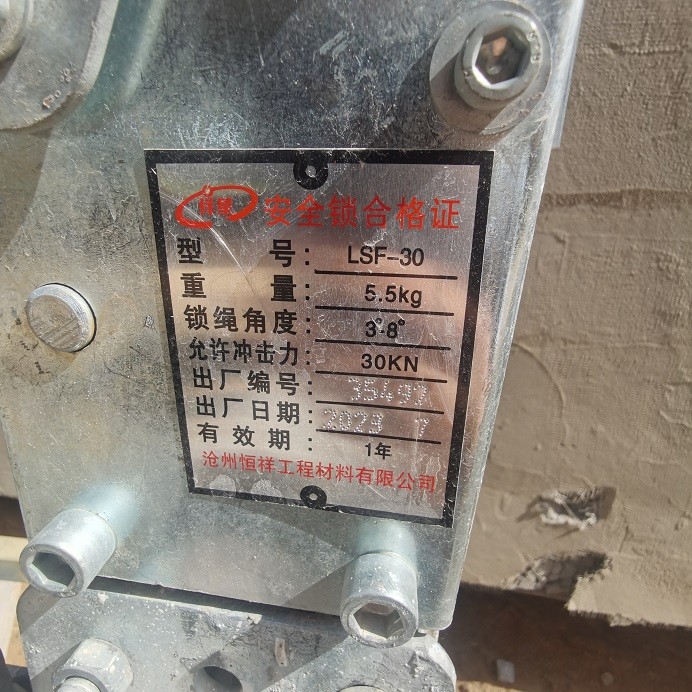 安全锁合格证
型 号: LSF-30
重 量: 5.5kg
锁绳角度: 3°-8°
允许冲击力: 30KN
出厂编号:
出厂日期: 2023 7
有效期: 1年
沧州恒祥工程材料有限公司